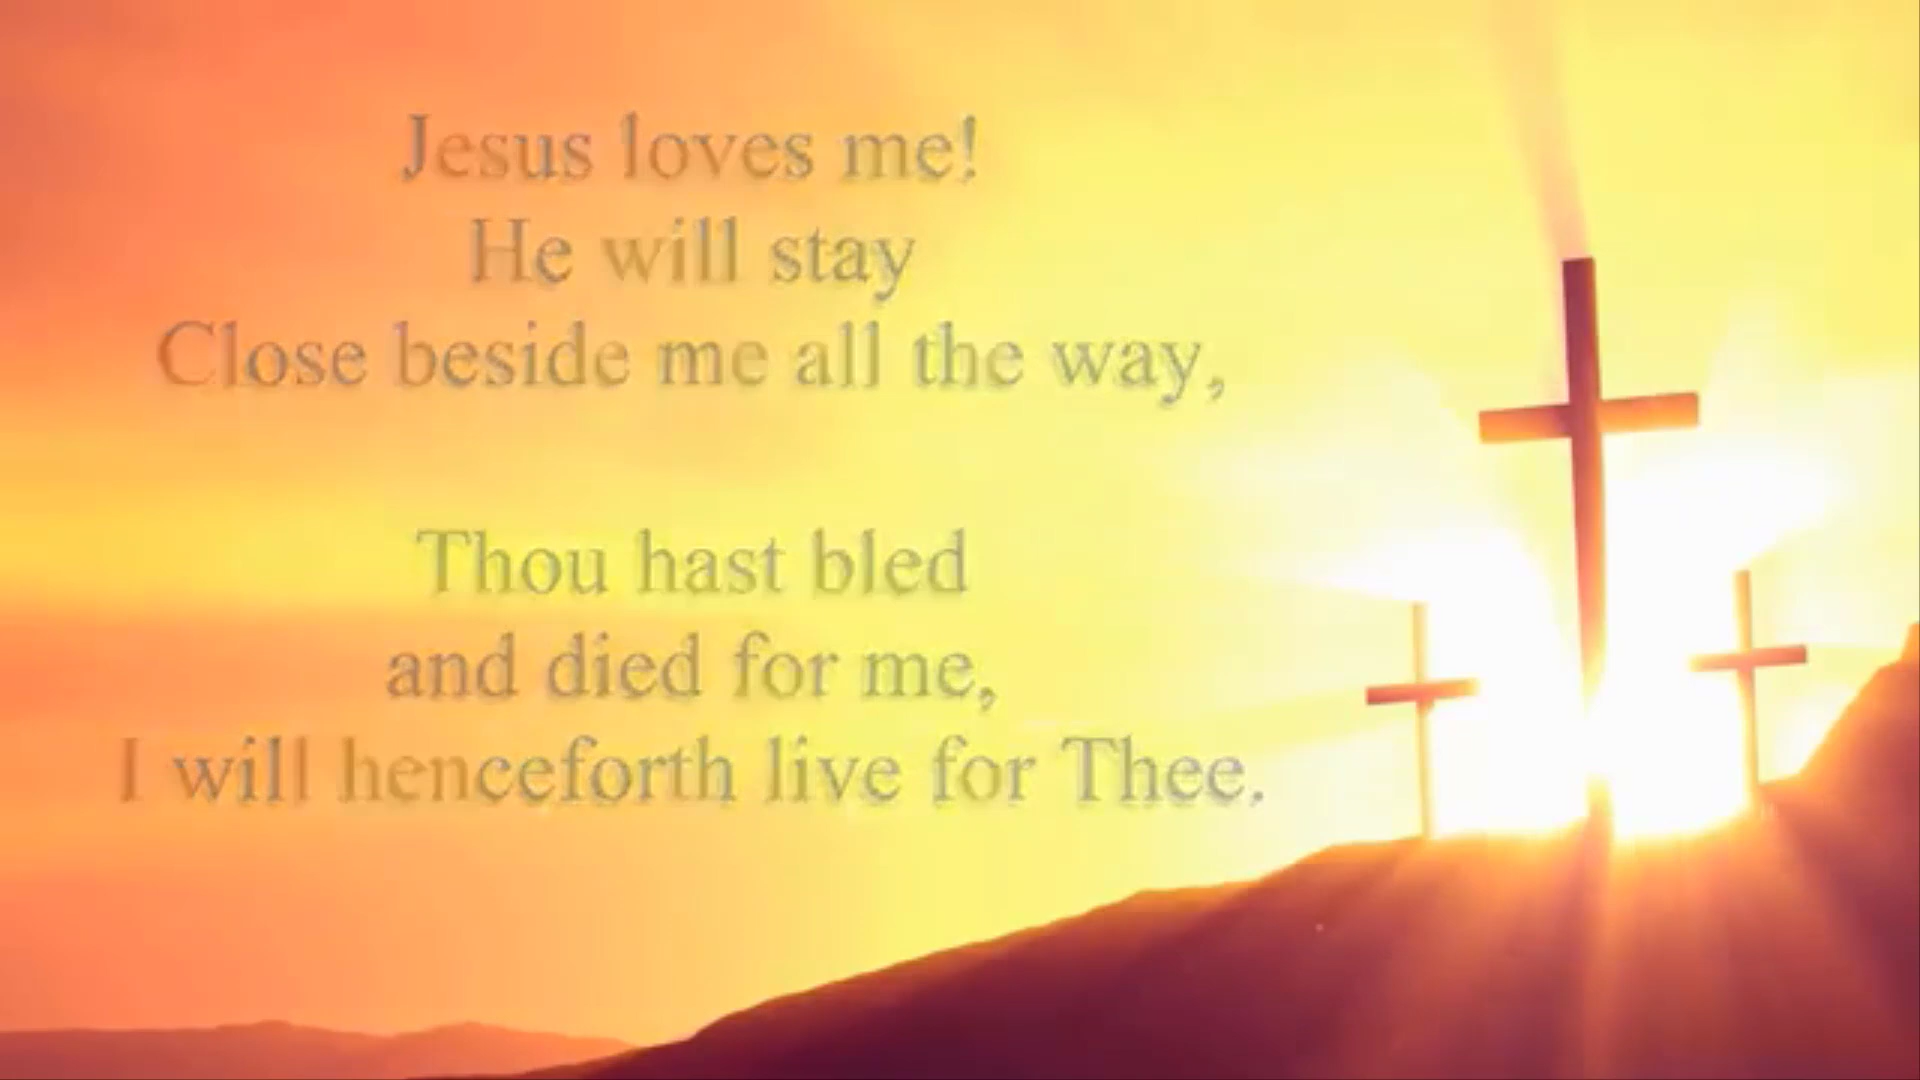 Jesus loves me!
He will stay
Close beside me all the way,
Thou hast bled
and died for me,
I will henceforth live for Thee.